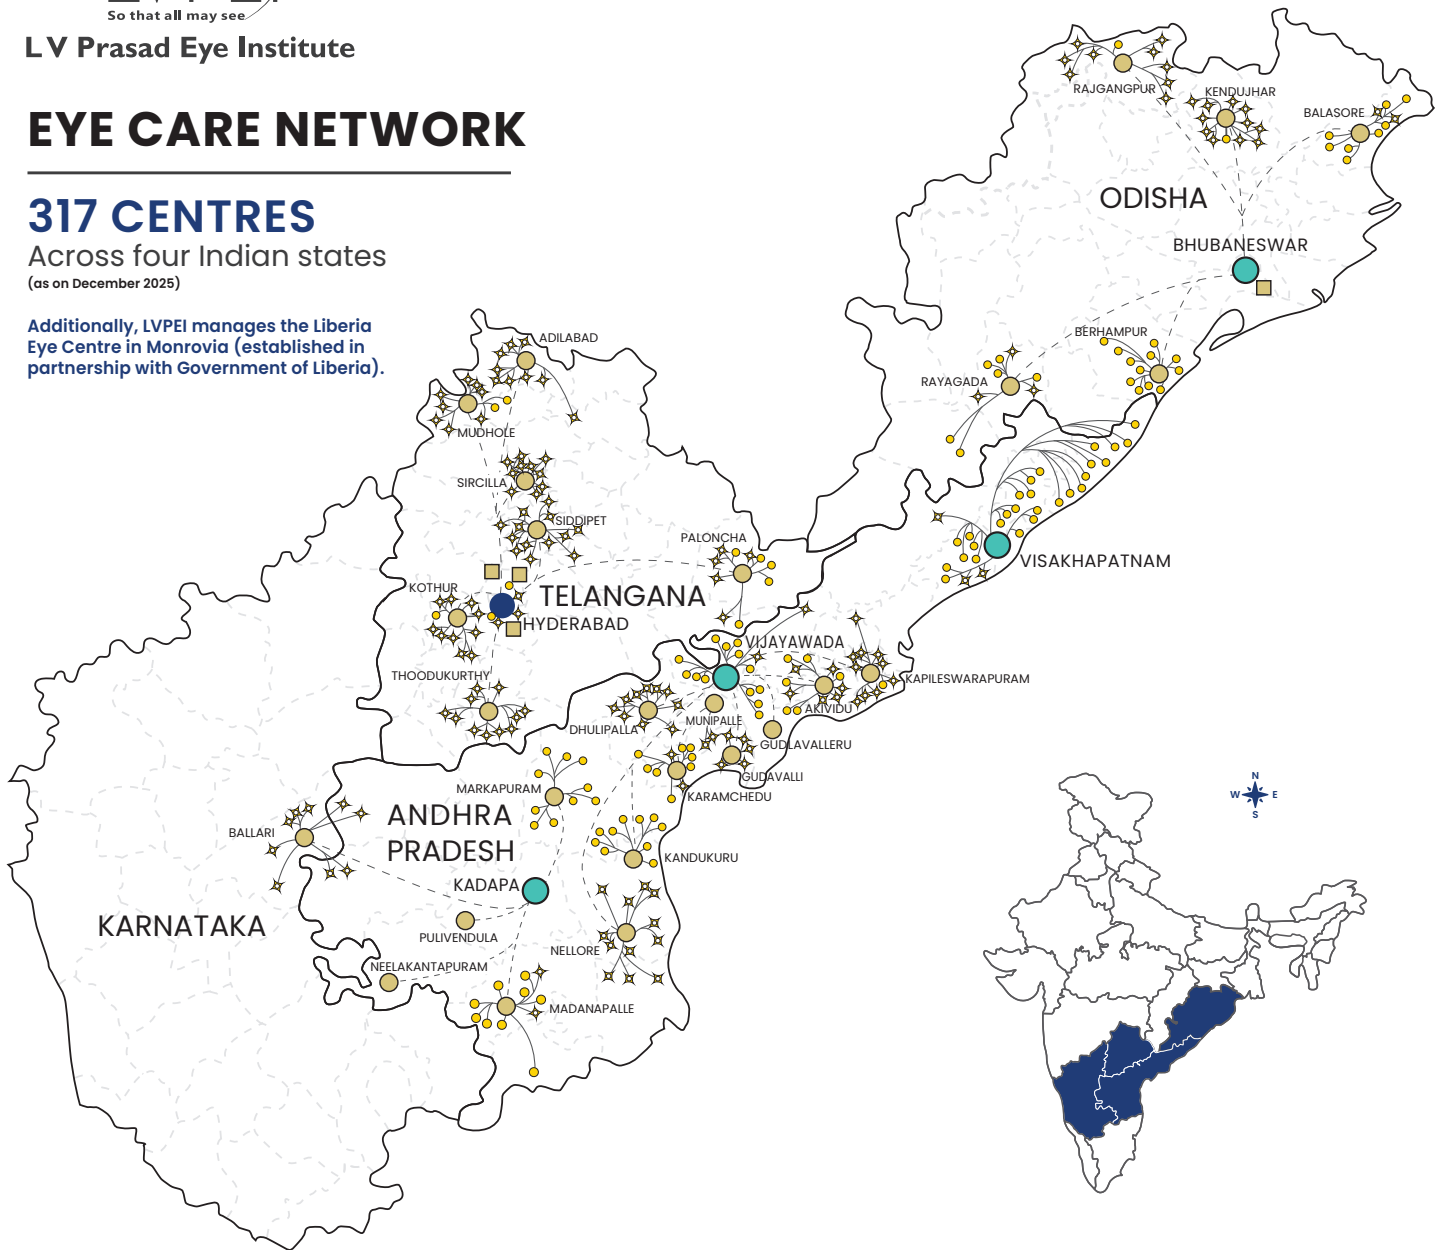 So that all may see
L V Prasad Eye Institute
EYE CARE NETWORK
317 CENTRES
Across four Indian states
(as on December 2025)
Additionally, LVPEI manages the Liberia
Eye Centre in Monrovia (established in
partnership with Government of Liberia).
RAJGANGPUR
KENDUJHAR
BALASORE
ODISHA
BHUBANESWAR
BERHAMPUR
RAYAGADA
ADILABAD
MUDHOLE
SIRCILLA
SIDDIPET
PALONCHA
VISAKHAPATNAM
KOTHUR
TELANGANA
HYDERABAD
VIJAYAWADA
THOODUKURTHY
KAPILESWARAPURAM
AKIVIDU
MUNIPALLE
DHULIPALLA
GUDLAVALLERU
GUDAVALLI
MARKAPURAM
KARAMCHEDU
ANDHRA
PRADESH
BALLARI
KANDUKURU
KADAPA
KARNATAKA
PULIVENDULA
NELLORE
NEELAKANTAPURAM
MADANAPALLE
N
W E
S